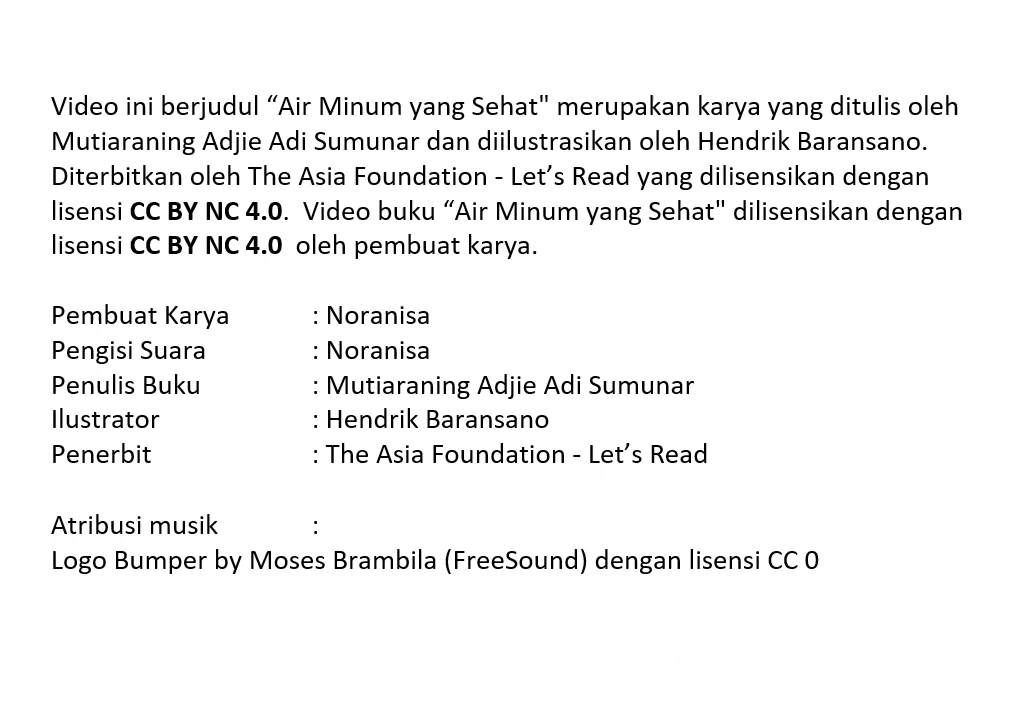 Video ini berjudul “Air Minum yang Sehat" merupakan karya yang ditulis oleh
Mutiaraning Adjie Adi Sumunar dan diilustrasikan oleh Hendrik Baransano.
Diterbitkan oleh The Asia Foundation - Let’s Read yang dilisensikan dengan
lisensi CC BY NC 4.0.  Video buku “Air Minum yang Sehat" dilisensikan dengan
lisensi CC BY NC 4.0  oleh pembuat karya.
Pembuat Karya : Noranisa
Pengisi Suara : Noranisa
Penulis Buku : Mutiaraning Adjie Adi Sumunar
Ilustrator : Hendrik Baransano
Penerbit : The Asia Foundation - Let’s Read
Atribusi musik :
Logo Bumper by Moses Brambila (FreeSound) dengan lisensi CC 0